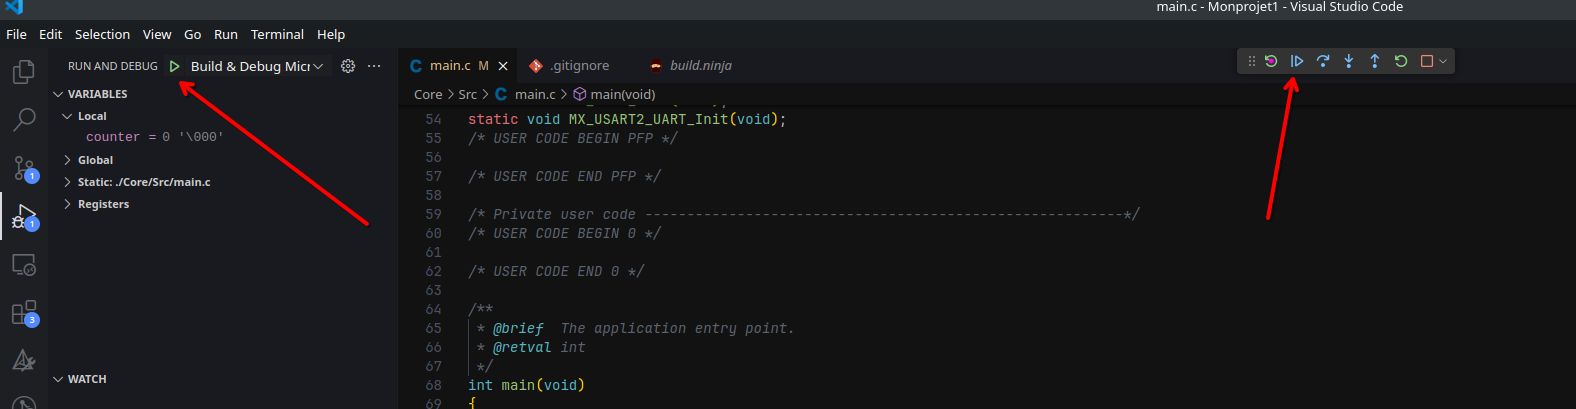 main.c - Monprojet1 - Visual Studio Code
File Edit Selection View Go Run Terminal Help
RUN AND DEBUG Build & Debug Micr
main.c M .gitignore build.ninja
Core > Src > main.c > main(void)
VARIABLES
Local
counter = 0 '\000'
Global
Static: ./Core/Src/main.c
Registers
WATCH
1
1
3
54 static void MX_USART2_UART_Init(void);
55 /* USER CODE BEGIN PFP */
56
57 /* USER CODE END PFP */
58
59 /* Private user code ---------------------------------------------------------*/
60 /* USER CODE BEGIN 0 */
61
62 /* USER CODE END 0 */
63
64 /**
65 * @brief  The application entry point.
66 * @retval int
67 */
68 int main(void)
69 {